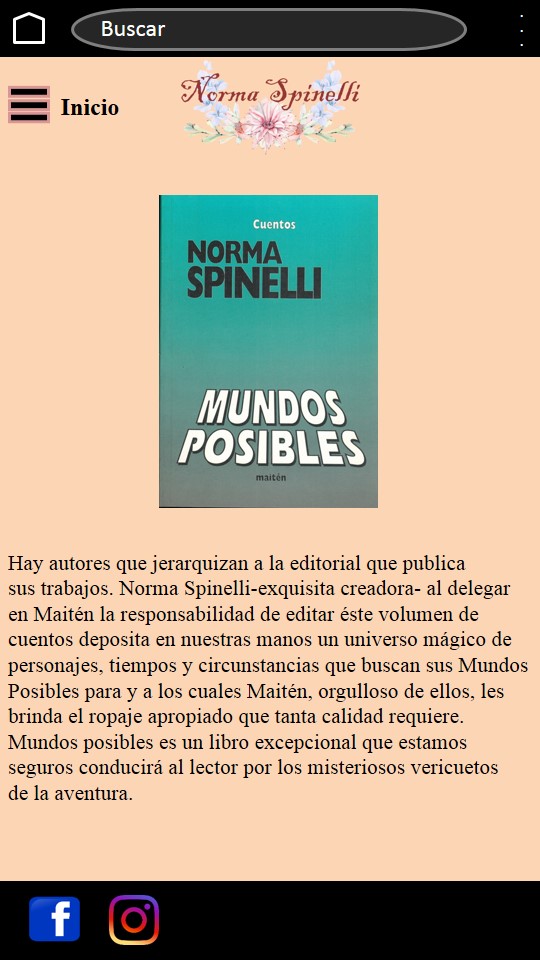 Buscar
Inicio
Norma Spinelli
Cuentos
NORMA
SPINELLI
MUNDOS
POSIBLES
maitén
Hay autores que jerarquizan a la editorial que publica
sus trabajos. Norma Spinelli-exquisita creadora- al delegar
en Maitén la responsabilidad de editar éste volumen de
cuentos deposita en nuestras manos un universo mágico de
personajes, tiempos y circunstancias que buscan sus Mundos
Posibles para y a los cuales Maitén, orgulloso de ellos, les
brinda el ropaje apropiado que tanta calidad requiere.
Mundos posibles es un libro excepcional que estamos
seguros conducirá al lector por los misteriosos vericuetos
de la aventura.
f